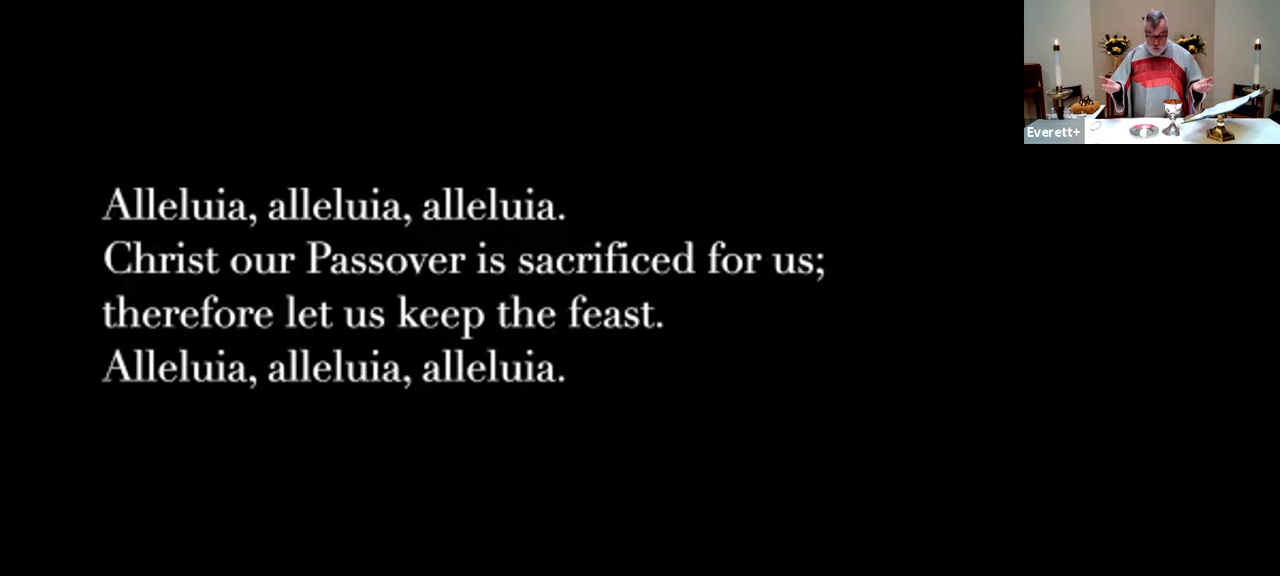 Alleluia, alleluia, alleluia.
Christ our Passover is sacrificed for us;
therefore let us keep the feast.
Alleluia, alleluia, alleluia.
Everett+